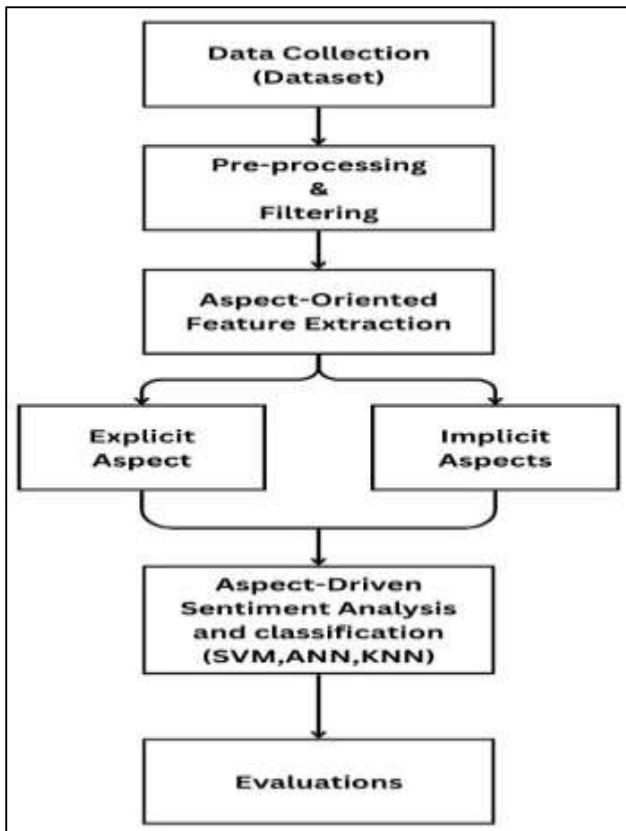 Data Collection
(Dataset)
Pre-processing
&
Filtering
Aspect-Oriented
Feature Extraction
Explicit
Aspect
Implicit
Aspects
Aspect-Driven
Sentiment Analysis
and classification
(SVM,ANN,KNN)
Evaluations